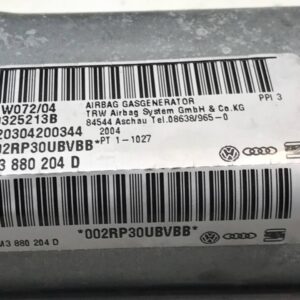 W072/04
0325213B
20304200344
002RP30UBVBB*
3 880 204 D
AIRBAG GASGENERATOR
TRW Airbag System GmbH & Co.KG
84544 Aschau Tel.08638/965-0
2004
PT 1-1027
PPI 3
*002RP30UBVBB*
3 880 204 D